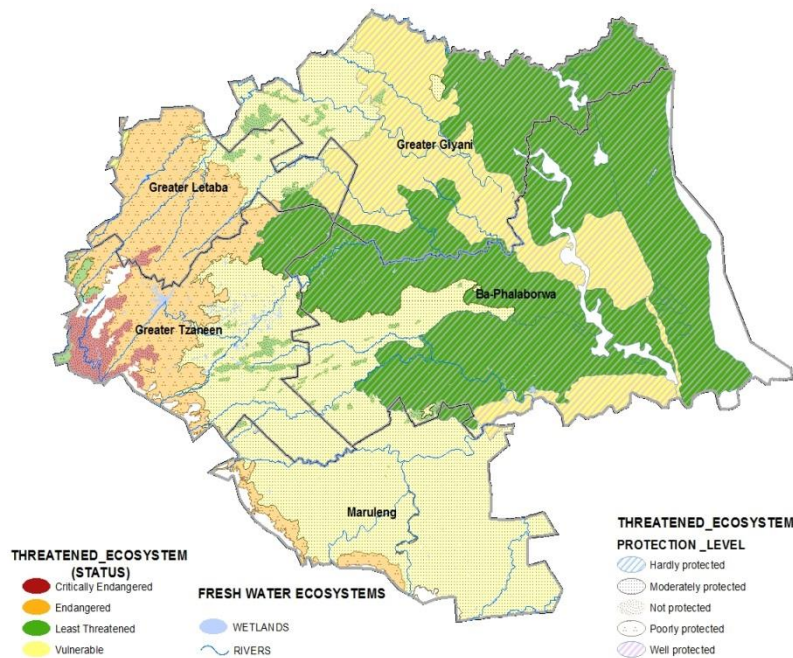 Greater Giyani
Greater Letaba
Ba-Phalaborwa
Greater Tzaneen
Maruleng
THREATENED_ECOSYSTEM
(STATUS)
Critically Endangered
Endangered
Least Threatened
Vulnerable
FRESH WATER ECOSYSTEMS
WETLANDS
RIVERS
THREATENED_ECOSYSTEM
PROTECTION _LEVEL
Hardly protected
Moderately protected
Not protected
Poorly protected
Well protected